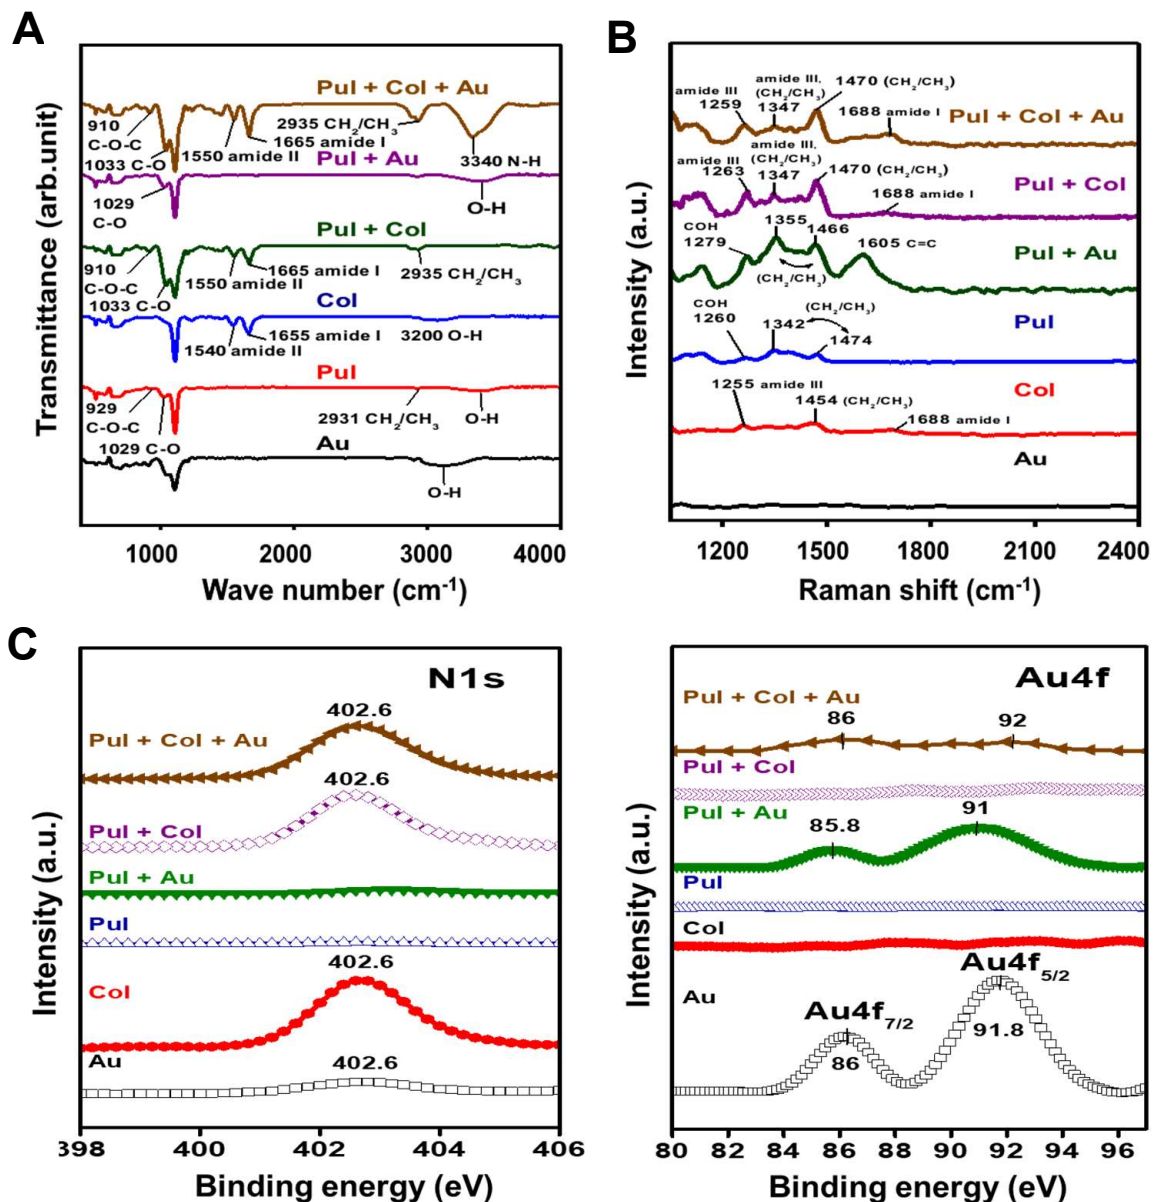 A
Transmittance (arb.unit)
Pul + Col + Au
910
C-O-C
1033 C-O
1550 amide II
1665 amide I
2935 CH2/CH3
3340 N-H
Pul + Au
1029
C-O
O-H
Pul + Col
910
C-O-C
1033 C-O
1550 amide II
1665 amide I
2935 CH2/CH3
Col
1540 amide II
1655 amide I
3200 O-H
Pul
929
C-O-C
1029 C-O
2931 CH2/CH3
O-H
Au
O-H
1000 2000 3000 4000
Wave number (cm-1)
B
Intensity (a.u.)
amide III
1259
amide III,
(CH2/CH3)
1347
1470 (CH2/CH3)
1688 amide I
Pul + Col + Au
amide III
1263
amide III,
(CH2/CH3)
1347
1470 (CH2/CH3)
1688 amide I
Pul + Col
COH
1279
1355
1466
(CH2/CH3)
1605 C=C
Pul + Au
COH
1260
1342
(CH2/CH3)
1474
Pul
1255 amide III
1454 (CH2/CH3)
1688 amide I
Col
Au
1200 1500 1800 2100 2400
Raman shift (cm-1)
C
Intensity (a.u.)
N1s
402.6
Pul + Col + Au
402.6
Pul + Col
Pul + Au
Pul
402.6
Col
Au
402.6
398 400 402 404 406
Binding energy (eV)
Intensity (a.u.)
Au4f
Pul + Col + Au
86
92
Pul + Col
Pul + Au
85.8
91
Pul
Col
Au
Au4f7/2
86
Au4f5/2
91.8
80 82 84 86 88 90 92 94 96
Binding energy (eV)